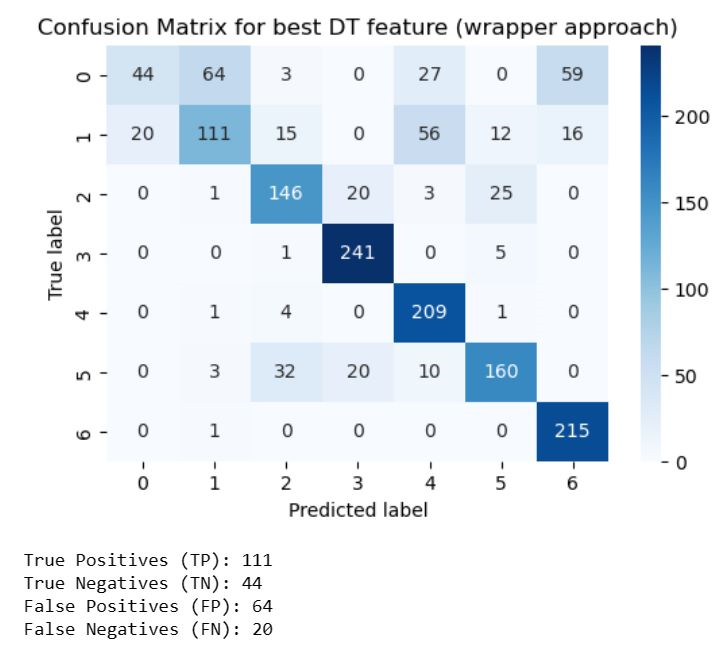 Confusion Matrix for best DT feature (wrapper approach)
0 44 64 3 0 27 0 59
1 20 111 15 0 56 12 16
2 0 1 146 20 3 25 0
3 0 0 1 241 0 5 0
4 0 1 4 0 209 1 0
5 0 3 32 20 10 160 0
6 0 1 0 0 0 0 215
0 1 2 3 4 5 6
True label
Predicted label
200
150
100
50
0
True Positives (TP): 111
True Negatives (TN): 44
False Positives (FP): 64
False Negatives (FN): 20